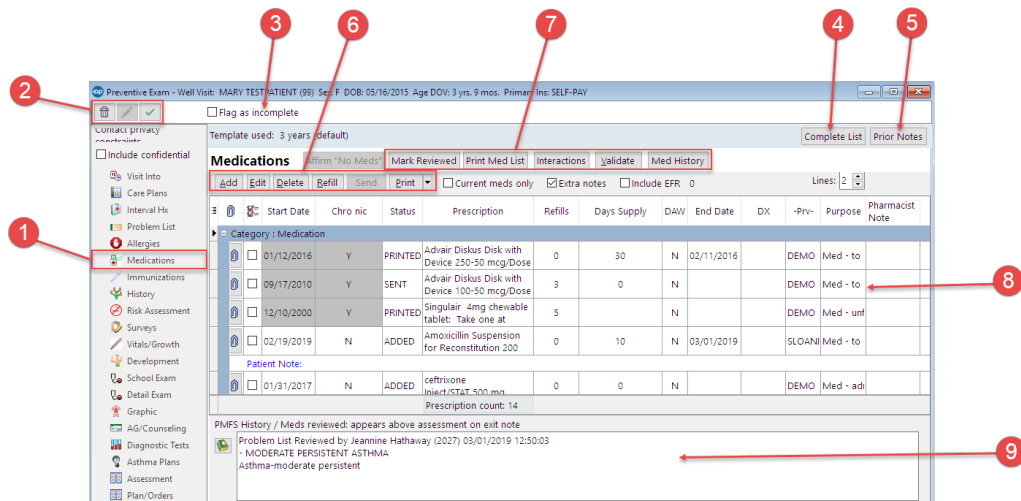 3
6
7
4
5
2
Preventive Exam - Well Visit: MARY TESTPATIENT (99) Sex: F DOB: 05/16/2015 Age DOV: 3 yrs. 9 mos. Primary Ins: SELF-PAY
Flag as incomplete
Contact privacy
constraints
Template used: 3 years (default)
Complete List
Prior Notes
Include confidential
Medications
Affirm "No Meds"
Mark Reviewed
Print Med List
Interactions
Validate
Med History
Add
Edit
Delete
Refill
Send
Print
Current meds only
Extra notes
Include EFR 0
Lines: 2
1
Visit Into
Care Plans
Interval Hx
Problem List
Allergies
Medications
Immunizations
History
Risk Assessment
Surveys
Vitals/Growth
Development
School Exam
Detail Exam
Graphic
AG/Counseling
Diagnostic Tests
Asthma Plans
Assessment
Plan/Orders
Start Date Chro nic Status Prescription Refills Days Supply DAW End Date DX -Prv- Purpose Pharmacist
Note
Category : Medication
01/12/2016 Y PRINTED Advair Diskus Disk with
Device 250-50 mcg/Dose 0 30 N 02/11/2016 DEMO Med - to
09/17/2010 Y SENT Advair Diskus Disk with
Device 100-50 mcg/Dose 3 0 N DEMO Med - to
8
12/10/2000 Y PRINTED Singulair 4mg chewable
tablet: Take one at 5 N DEMO Med - unf
02/19/2019 N ADDED Amoxicillin Suspension
for Reconstitution 200 0 10 N 03/01/2019 SLOANI Med - to
Patient Note:
01/31/2017 N ADDED ceftrixone
Inject/STAT 500 mg 0 0 N DEMO Med - adı
Prescription count: 14
PMFS History / Meds reviewed: appears above assessment on exit note
Problem List Reviewed by Jeannine Hathaway (2027) 03/01/2019 12:50:03
- MODERATE PERSISTENT ASTHMA
Asthma-moderate persistent
9